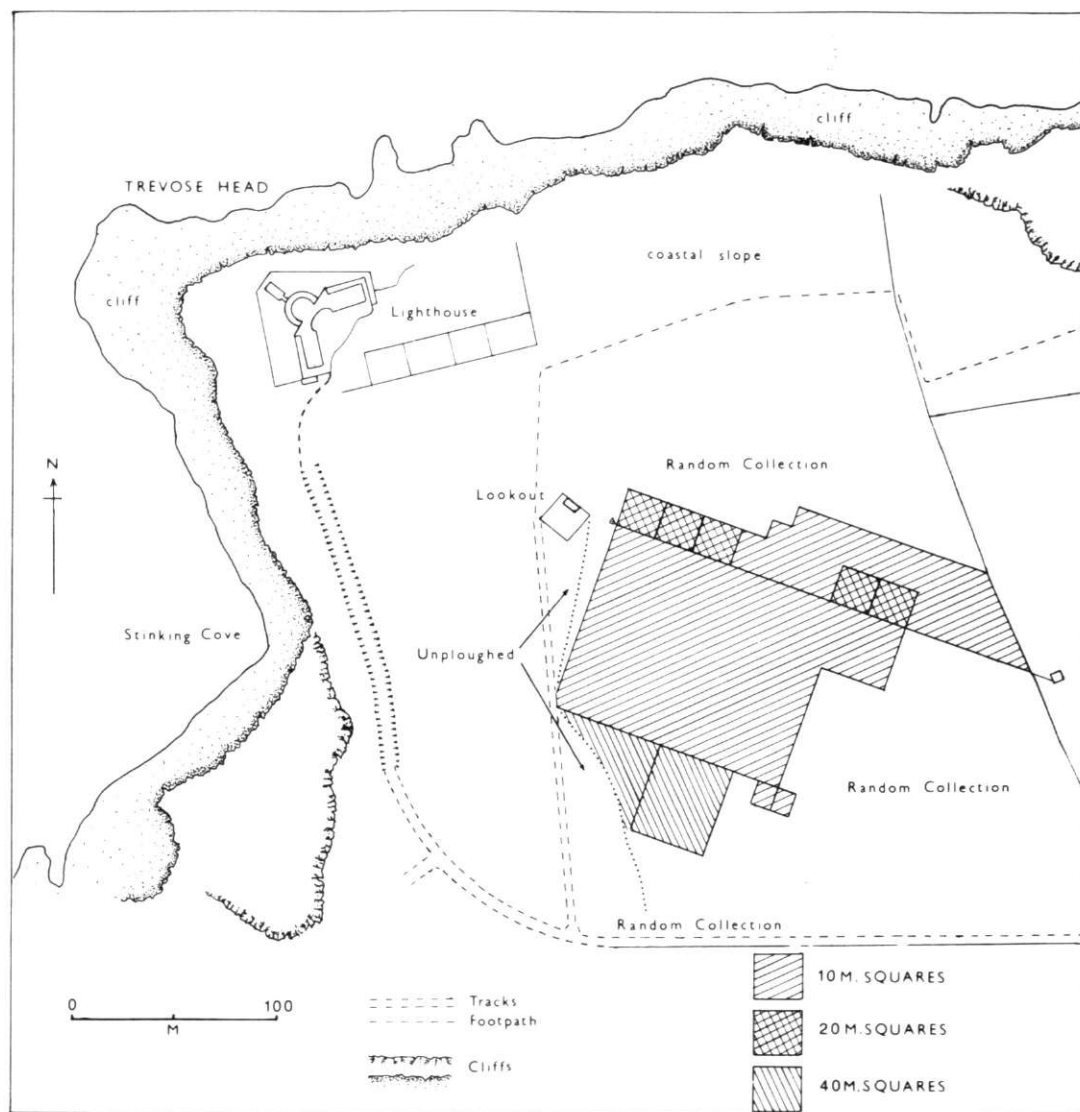 cliff
TREVOSE HEAD
coastal slope
cliff
Lighthouse
N
Random Collection
Lookout
Stinking Cove
Unploughed
Random Collection
Random Collection
0 100
M
Tracks
Footpath
Cliffs
10 M. SQUARES
20 M. SQUARES
40 M. SQUARES